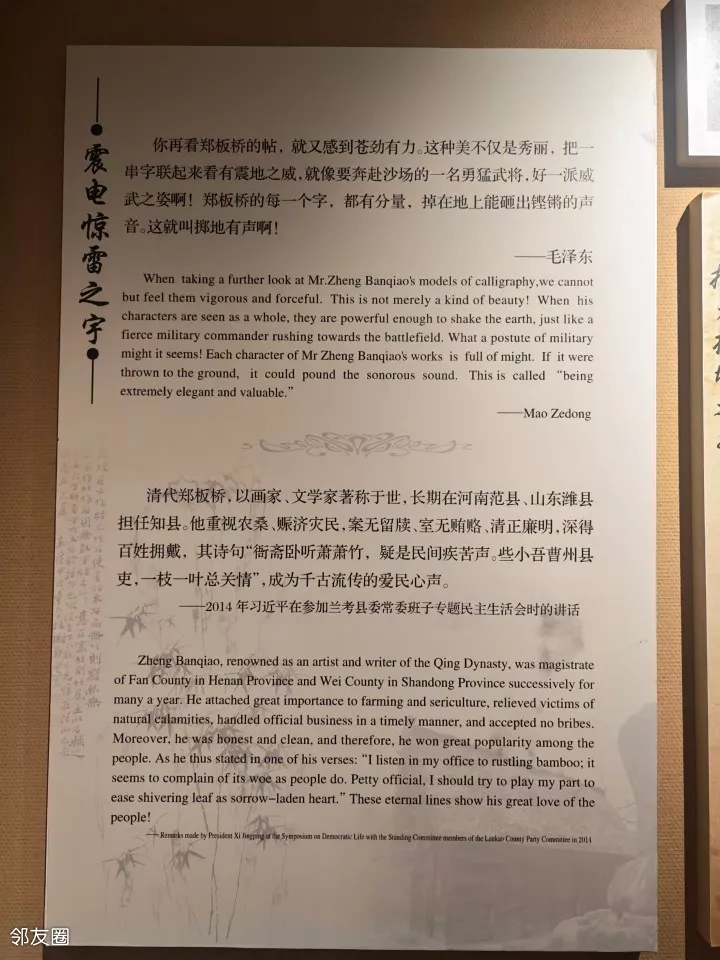 震电惊雷之字
你再看郑板桥的帖，就又感到苍劲有力。这种美不仅是秀丽，把一
串字联起来看有震地之威，就像要奔赴沙场的一名勇猛武将，好一派威
武之姿啊！郑板桥的每一个字，都有分量，掉在地上能砸出铿锵的声
音。这就叫掷地有声啊！
——毛泽东
When taking a further look at Mr.Zheng Banqiao's models of calligraphy,we cannot
but feel them vigorous and forceful. This is not merely a kind of beauty! When his
characters are seen as a whole, they are powerful enough to shake the earth, just like a
fierce military commander rushing towards the battlefield. What a postute of military
might it seems! Each character of Mr Zheng Banqiao's works is full of might. If it were
thrown to the ground, it could pound the sonorous sound. This is called “being
extremely elegant and valuable.”
——Mao Zedong
清代郑板桥，以画家、文学家著称于世，长期在河南范县、山东潍县
担任知县。他重视农桑、赈济灾民，案无留牍、室无贿赂、清正廉明，深得
百姓拥戴，其诗句“衙斋卧听萧萧竹，疑是民间疾苦声。些小吾曹州县
吏，一枝一叶总关情”，成为千古流传的爱民心声。
——2014 年习近平在参加兰考县委常委班子专题民主生活会时的讲话
Zheng Banqiao, renowned as an artist and writer of the Qing Dynasty, was magistrate
of Fan County in Henan Province and Wei County in Shandong Province successively for
many a year. He attached great importance to farming and sericulture, relieved victims of
natural calamities, handled official business in a timely manner, and accepted no bribes.
Moreover, he was honest and clean, and therefore, he won great popularity among the
people. As he thus stated in one of his verses: “I listen in my office to rustling bamboo; it
seems to complain of its woe as people do. Petty official, I should try to play my part to
ease shivering leaf as sorrow–laden heart.” These eternal lines show his great love of the
people!
——Remarks made by President Xi Jingping at the Symposium on Democratic Life with the Standing Committee members of the Lankao County Party Committee in 2014
邻友圈